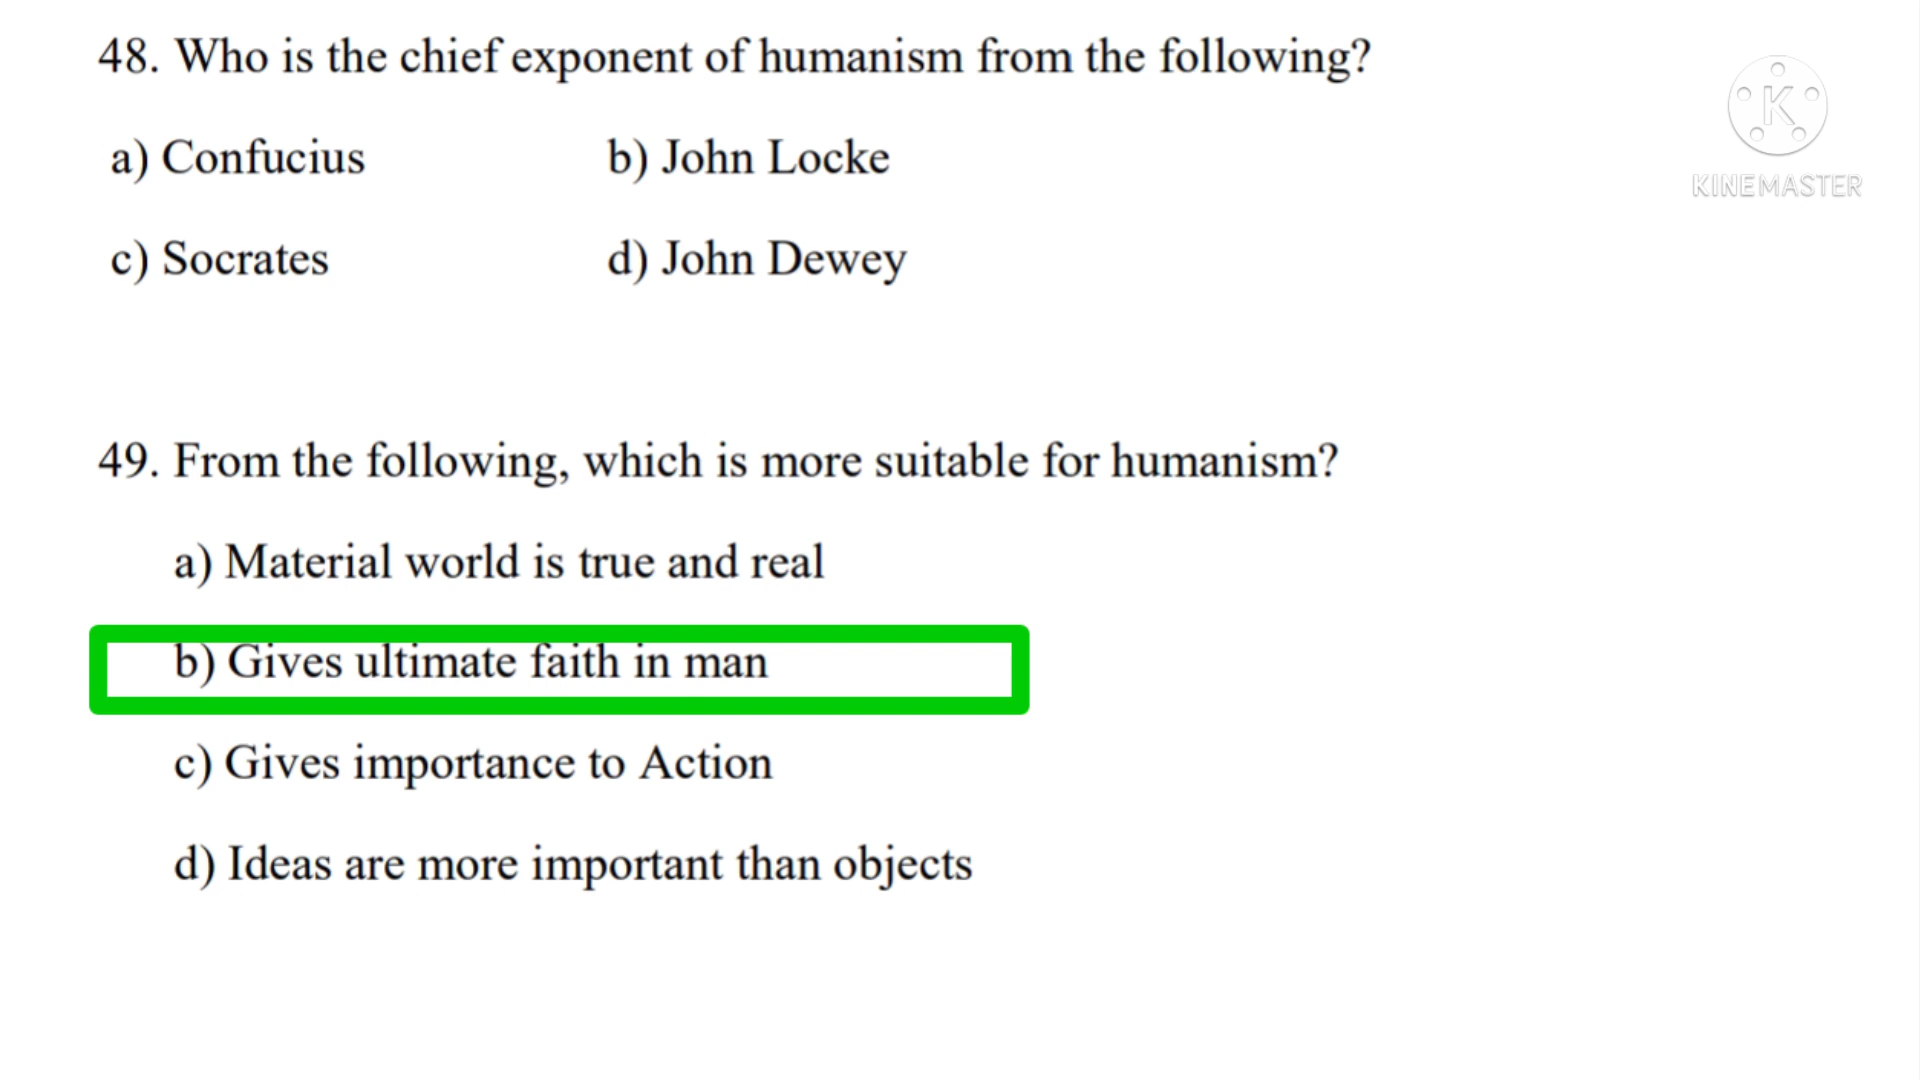 48. Who is the chief exponent of humanism from the following?
a) Confucius b) John Locke
c) Socrates d) John Dewey
K
KINEMASTER
49. From the following, which is more suitable for humanism?
a) Material world is true and real
b) Gives ultimate faith in man
c) Gives importance to Action
d) Ideas are more important than objects